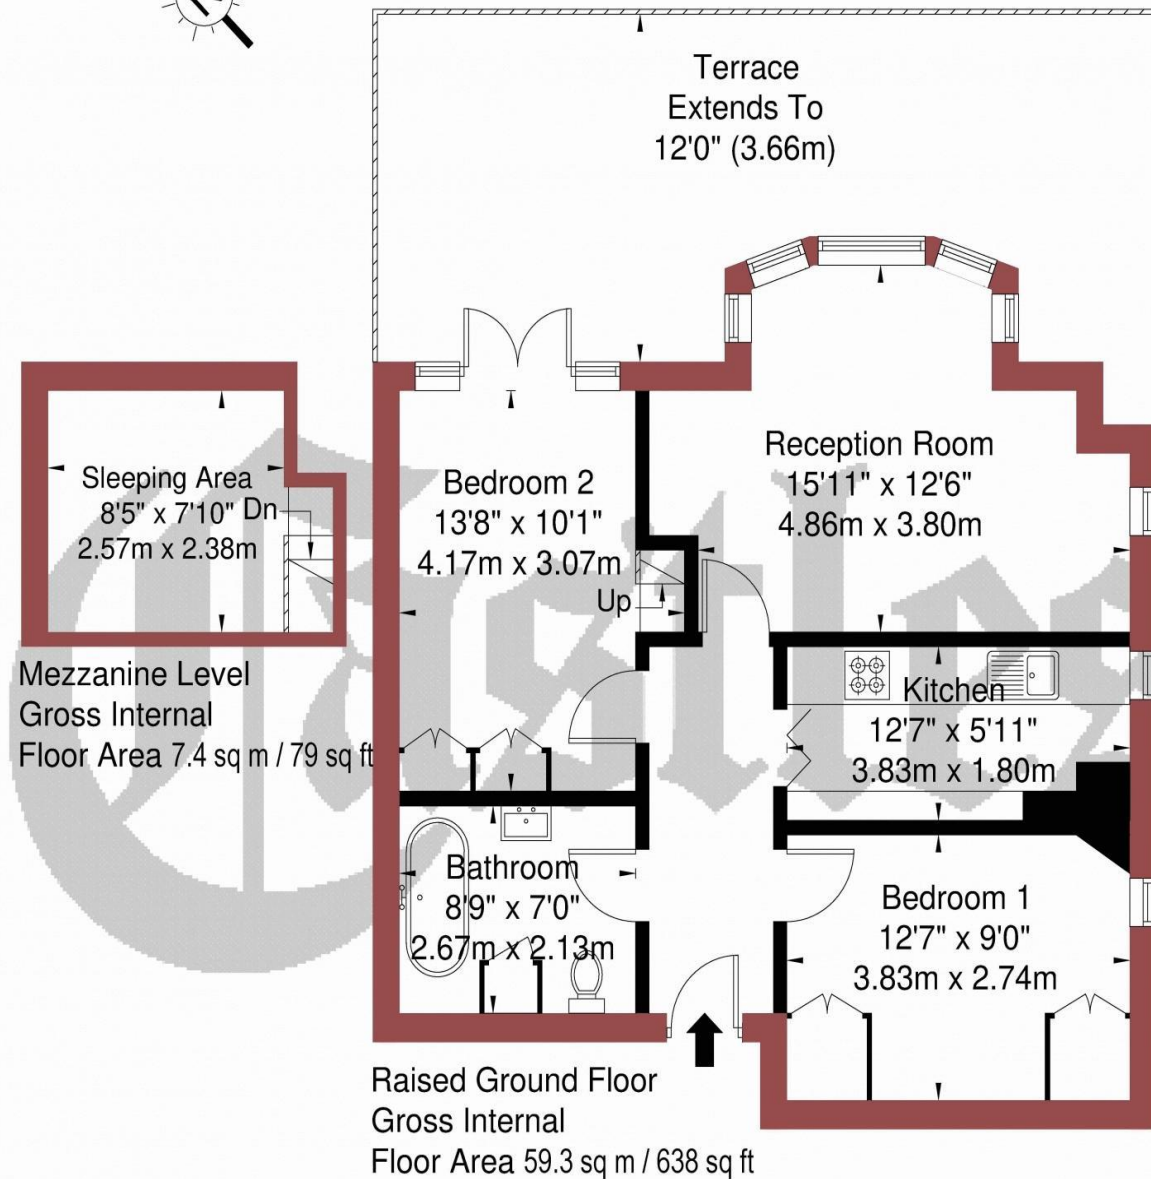 Terrace
Extends To
12'0" (3.66m)
Reception Room
15'11" x 12'6"
4.86m x 3.80m
Bedroom 2
13'8" x 10'1"
4.17m x 3.07m
Up
Sleeping Area
8'5" x 7'10"
Dn
2.57m x 2.38m
Mezzanine Level
Gross Internal
Floor Area 7.4 sq m / 79 sq ft
Kitchen
12'7" x 5'11"
3.83m x 1.80m
Bathroom
8'9" x 7'0"
2.67m x 2.13m
Bedroom 1
12'7" x 9'0"
3.83m x 2.74m
Raised Ground Floor
Gross Internal
Floor Area 59.3 sq m / 638 sq ft